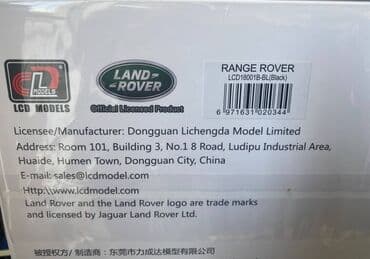 LCD MODELS
LCD MODELS
LAND-
ROVER
Official Licensed Product
RANGE ROVER
LCD18001B-BL(Black)
6 971631 020344
Licensee/Manufacturer: Dongguan Lichengda Model Limited
Address: Room 101, Building 3, No.1 8 Road, Ludipu Industrial Area,
Huaide, Humen Town, Dongguan City, China
E-mail: sales@lcdmodel.com
Http:\\www.lcdmodel.com
Land Rover and the Land Rover logo are trade marks
and licensed by Jaguar Land Rover Ltd.
被授权方/ 制造商：东莞市力成达模型有限公司